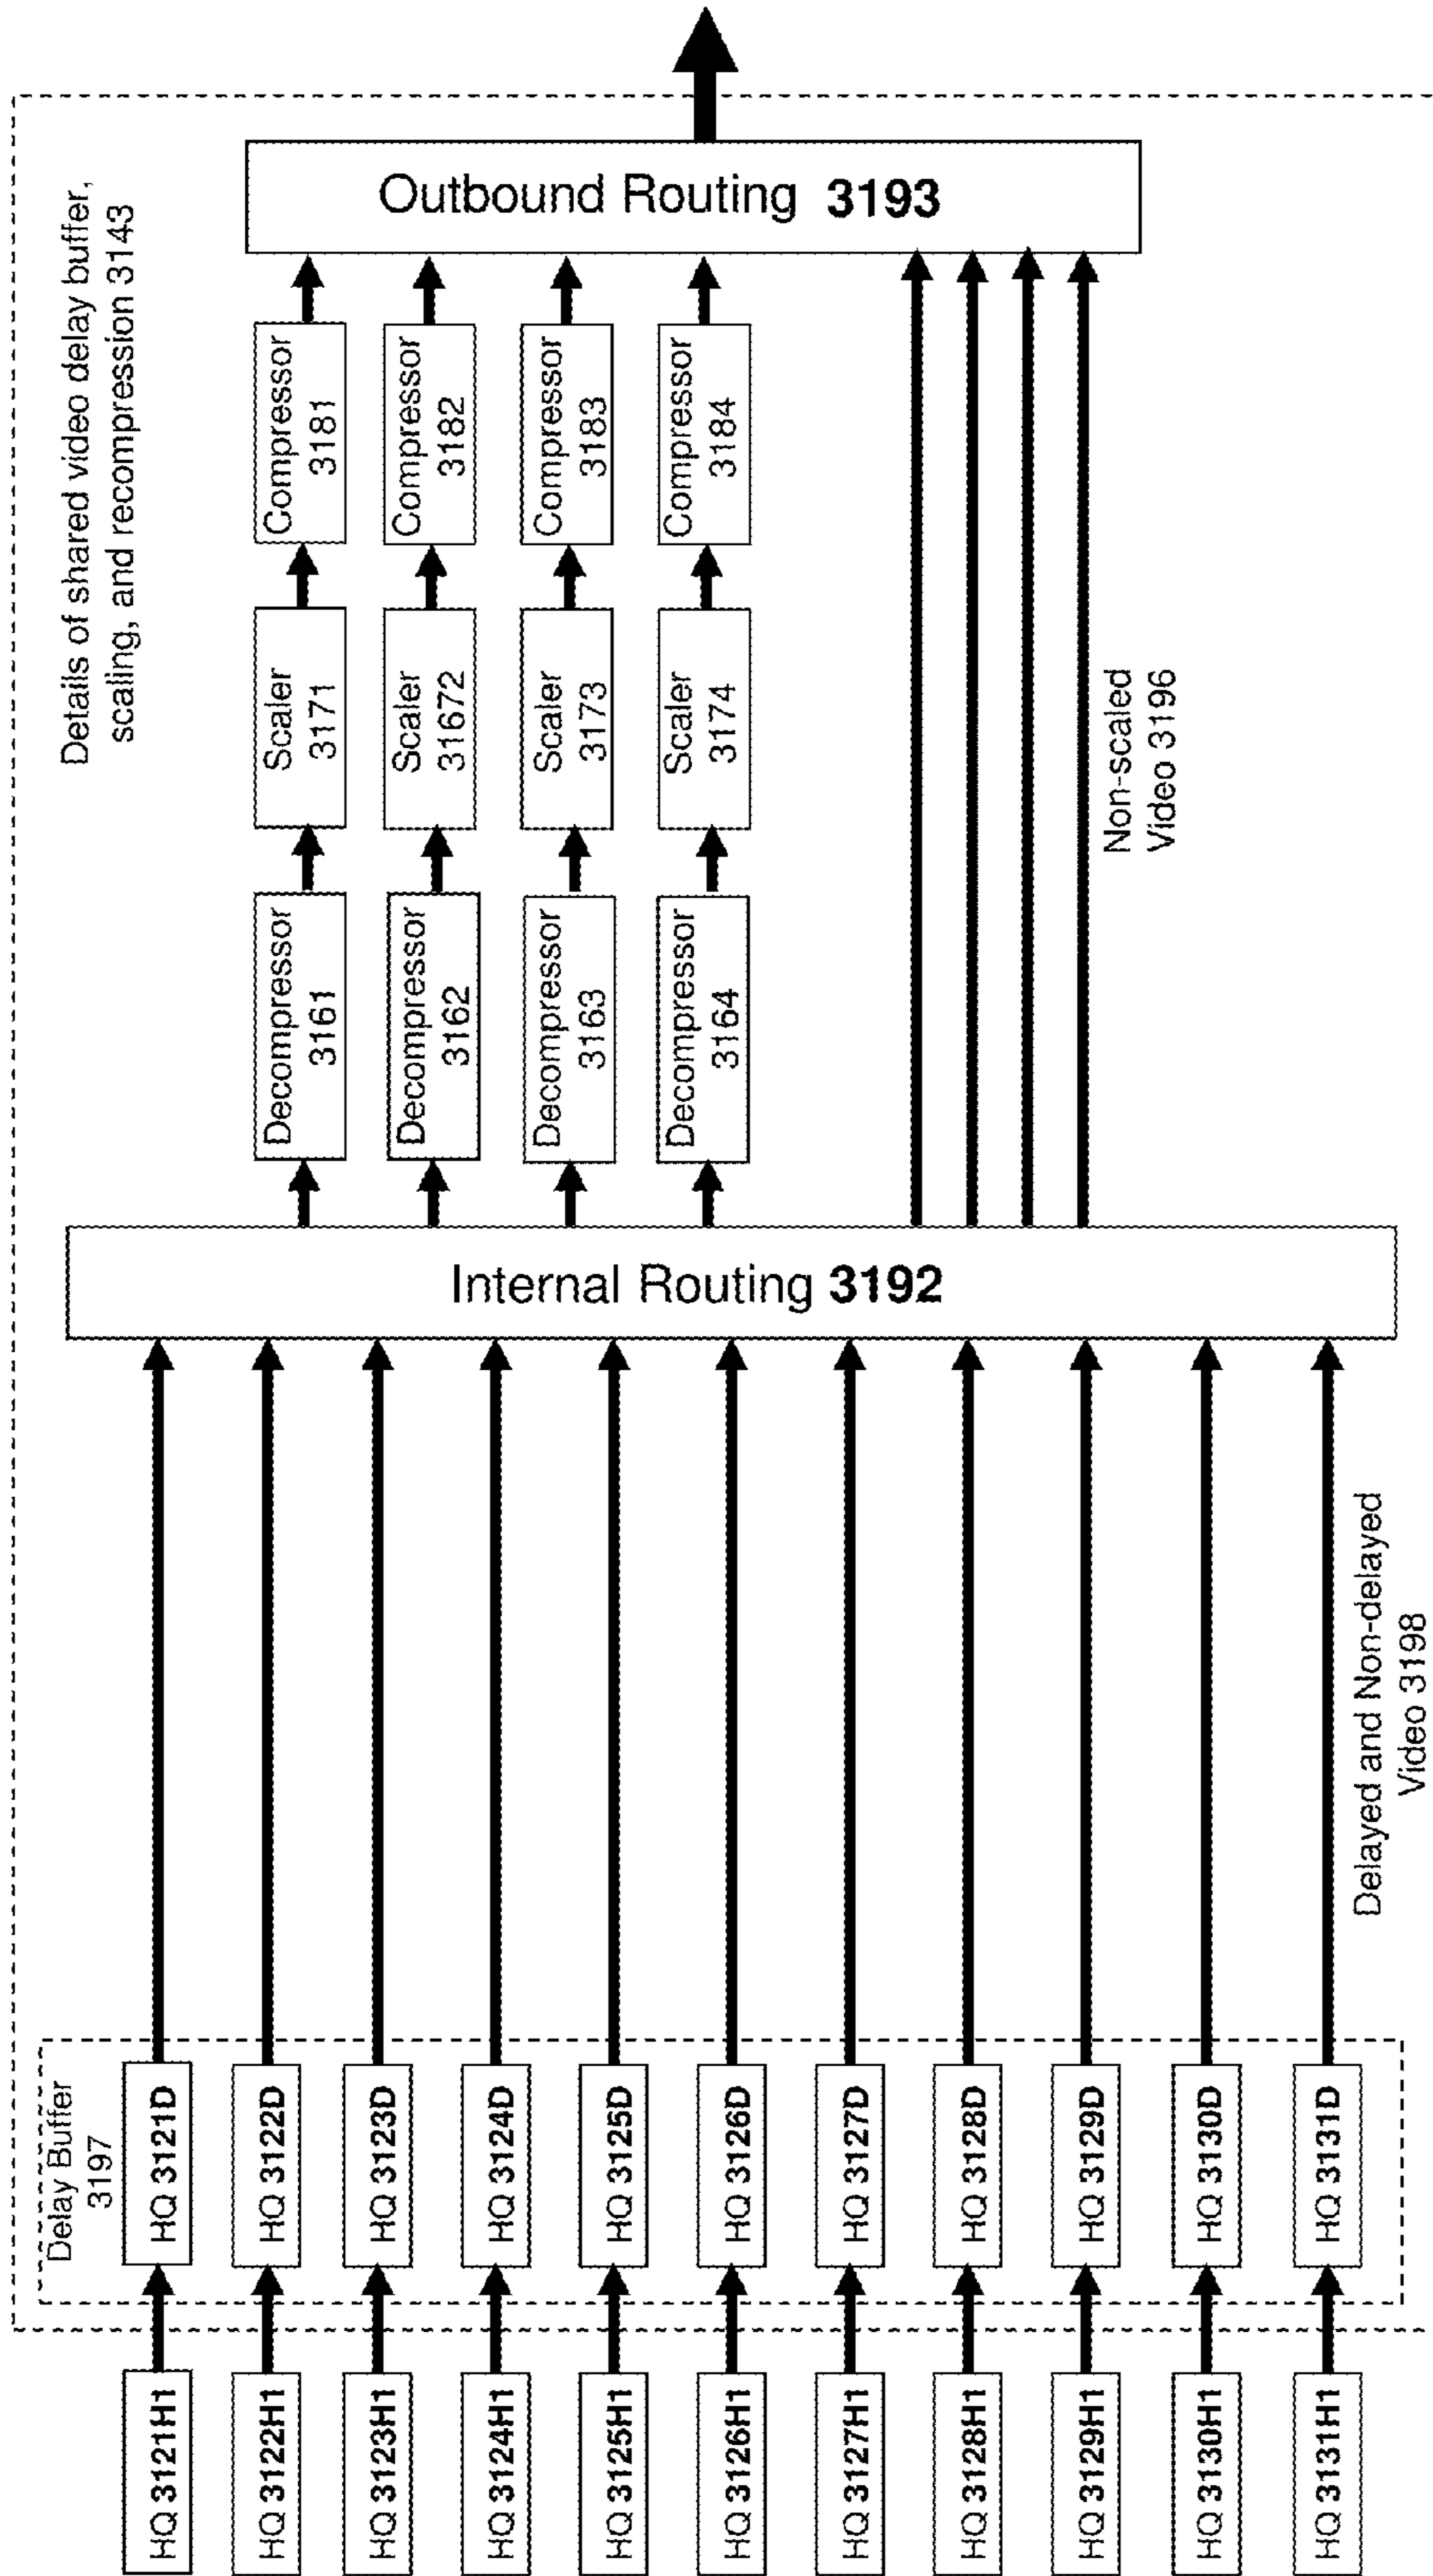 Details of shared video delay buffer,
scaling, and recompression 3143
Outbound Routing 3193
Compressor
3181
Compressor
3182
Compressor
3183
Compressor
3184
Scaler
3171
Scaler
31672
Scaler
3173
Scaler
3174
Decompressor
3161
Decompressor
3162
Decompressor
3163
Decompressor
3164
Non-scaled
Video 3196
Internal Routing 3192
Delayed and Non-delayed
Video 3198
Delay Buffer
3197
HQ 3121D
HQ 3122D
HQ 3123D
HQ 3124D
HQ 3125D
HQ 3126D
HQ 3127D
HQ 3128D
HQ 3129D
HQ 3130D
HQ 3131D
HQ 3121H1
HQ 3122H1
HQ 3123H1
HQ 3124H1
HQ 3125H1
HQ 3126H1
HQ 3127H1
HQ 3128H1
HQ 3129H1
HQ 3130H1
HQ 3131H1